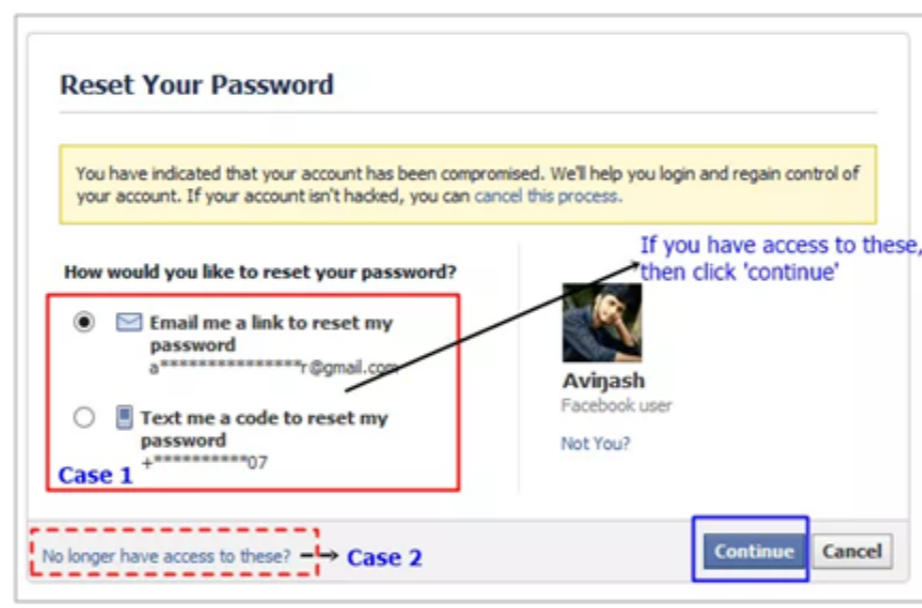 Reset Your Password
You have indicated that your account has been compromised. We'll help you login and regain control of
your account. If your account isn't hacked, you can cancel this process.
If you have access to these,
then click 'continue'
How would you like to reset your password?
Email me a link to reset my
password
a***************r@gmail.com
Text me a code to reset my
password
+**********07
Case 1
Aviŋash
Facebook user
Not You?
No longer have access to these?
Case 2
Continue
Cancel